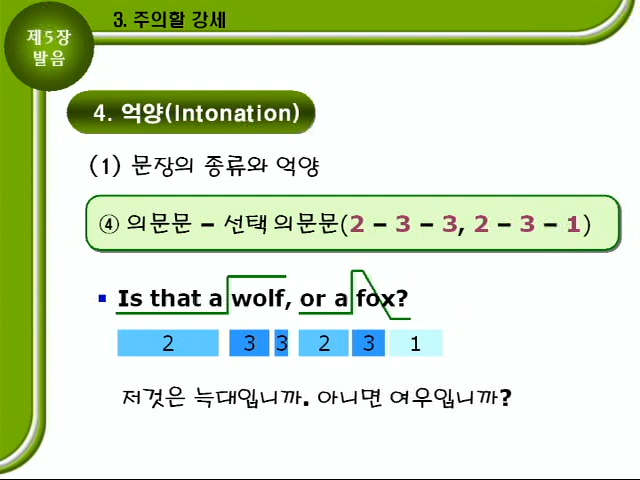 3. 주의할 강세
제5장
발음
4. 억양(Intonation)
(1) 문장의 종류와 억양
④ 의문문 – 선택 의문문(2 – 3 – 3, 2 – 3 – 1)
▪ Is that a wolf, or a fox?
2 3 3 2 3 1
저것은 늑대입니까. 아니면 여우입니까?